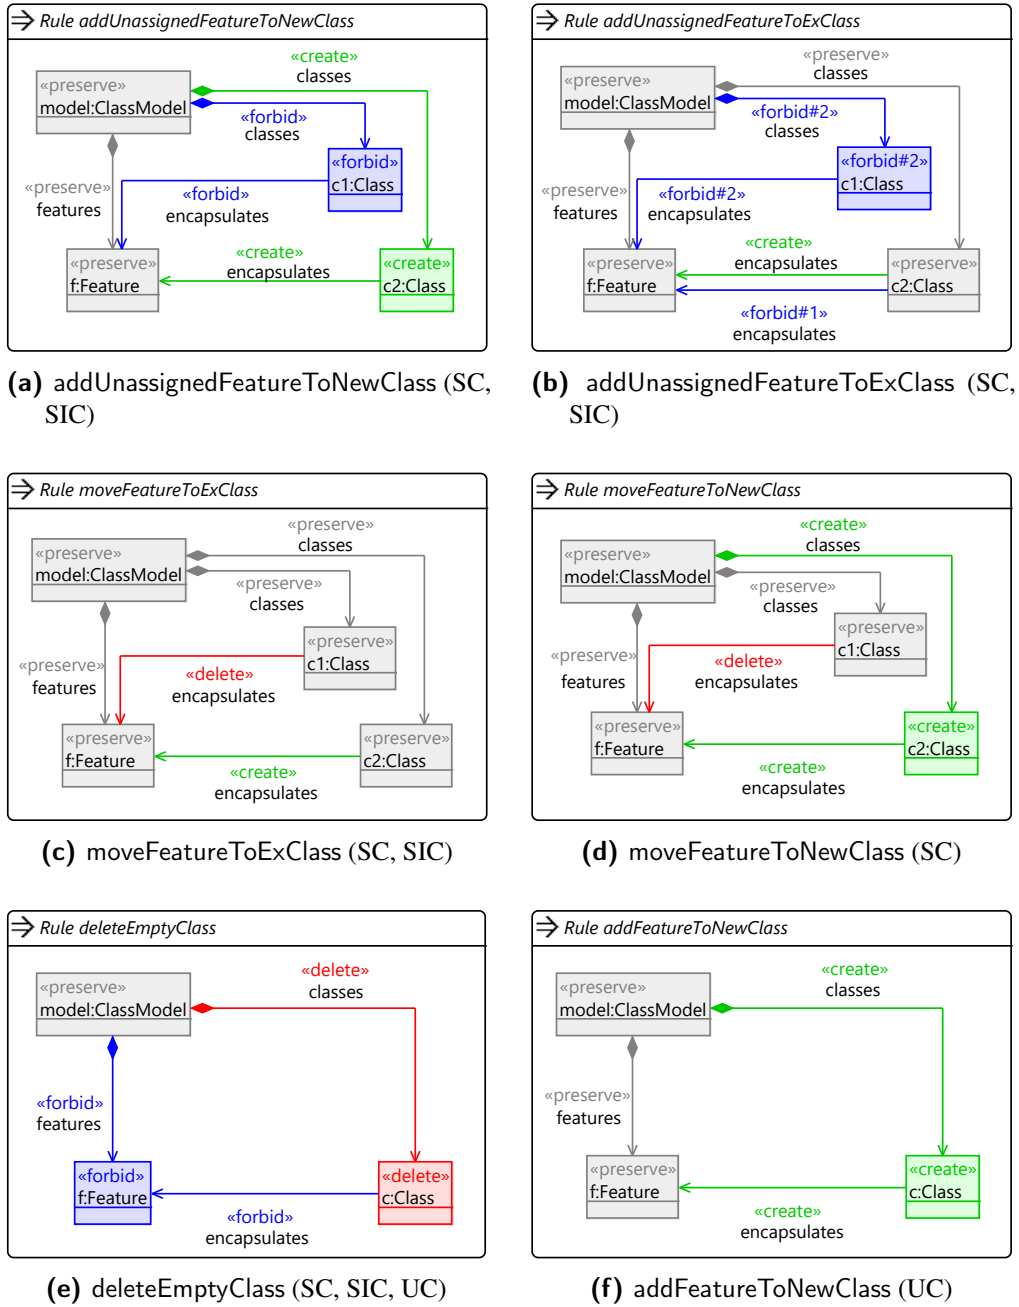 Rule addUnassignedFeatureToNewClass
«create»
classes
«preserve»
model:ClassModel
«forbid»
classes
«forbid»
c1:Class
«preserve»
features
«forbid»
encapsulates
«create»
encapsulates
«preserve»
f:Feature
«create»
c2:Class
(a) addUnassignedFeatureToNewClass (SC,
SIC)
Rule addUnassignedFeatureToExClass
«preserve»
classes
«preserve»
model:ClassModel
«forbid#2»
classes
«forbid#2»
c1:Class
«preserve»
features
«forbid#2»
encapsulates
«create»
encapsulates
«preserve»
f:Feature
«preserve»
c2:Class
«forbid#1»
encapsulates
(b) addUnassignedFeatureToExClass (SC,
SIC)
Rule moveFeatureToExClass
«preserve»
classes
«preserve»
model:ClassModel
«preserve»
classes
«preserve»
c1:Class
«preserve»
features
«delete»
encapsulates
«preserve»
f:Feature
«preserve»
c2:Class
«create»
encapsulates
(c) moveFeatureToExClass (SC, SIC)
Rule moveFeatureToNewClass
«create»
classes
«preserve»
model:ClassModel
«preserve»
classes
«preserve»
c1:Class
«preserve»
features
«delete»
encapsulates
«preserve»
f:Feature
«create»
c2:Class
«create»
encapsulates
(d) moveFeatureToNewClass (SC)
Rule deleteEmptyClass
«delete»
classes
«preserve»
model:ClassModel
«forbid»
features
«forbid»
f:Feature
«delete»
c:Class
«forbid»
encapsulates
(e) deleteEmptyClass (SC, SIC, UC)
Rule addFeatureToNewClass
«create»
classes
«preserve»
model:ClassModel
«preserve»
features
«preserve»
f:Feature
«create»
c:Class
«create»
encapsulates
(f) addFeatureToNewClass (UC)